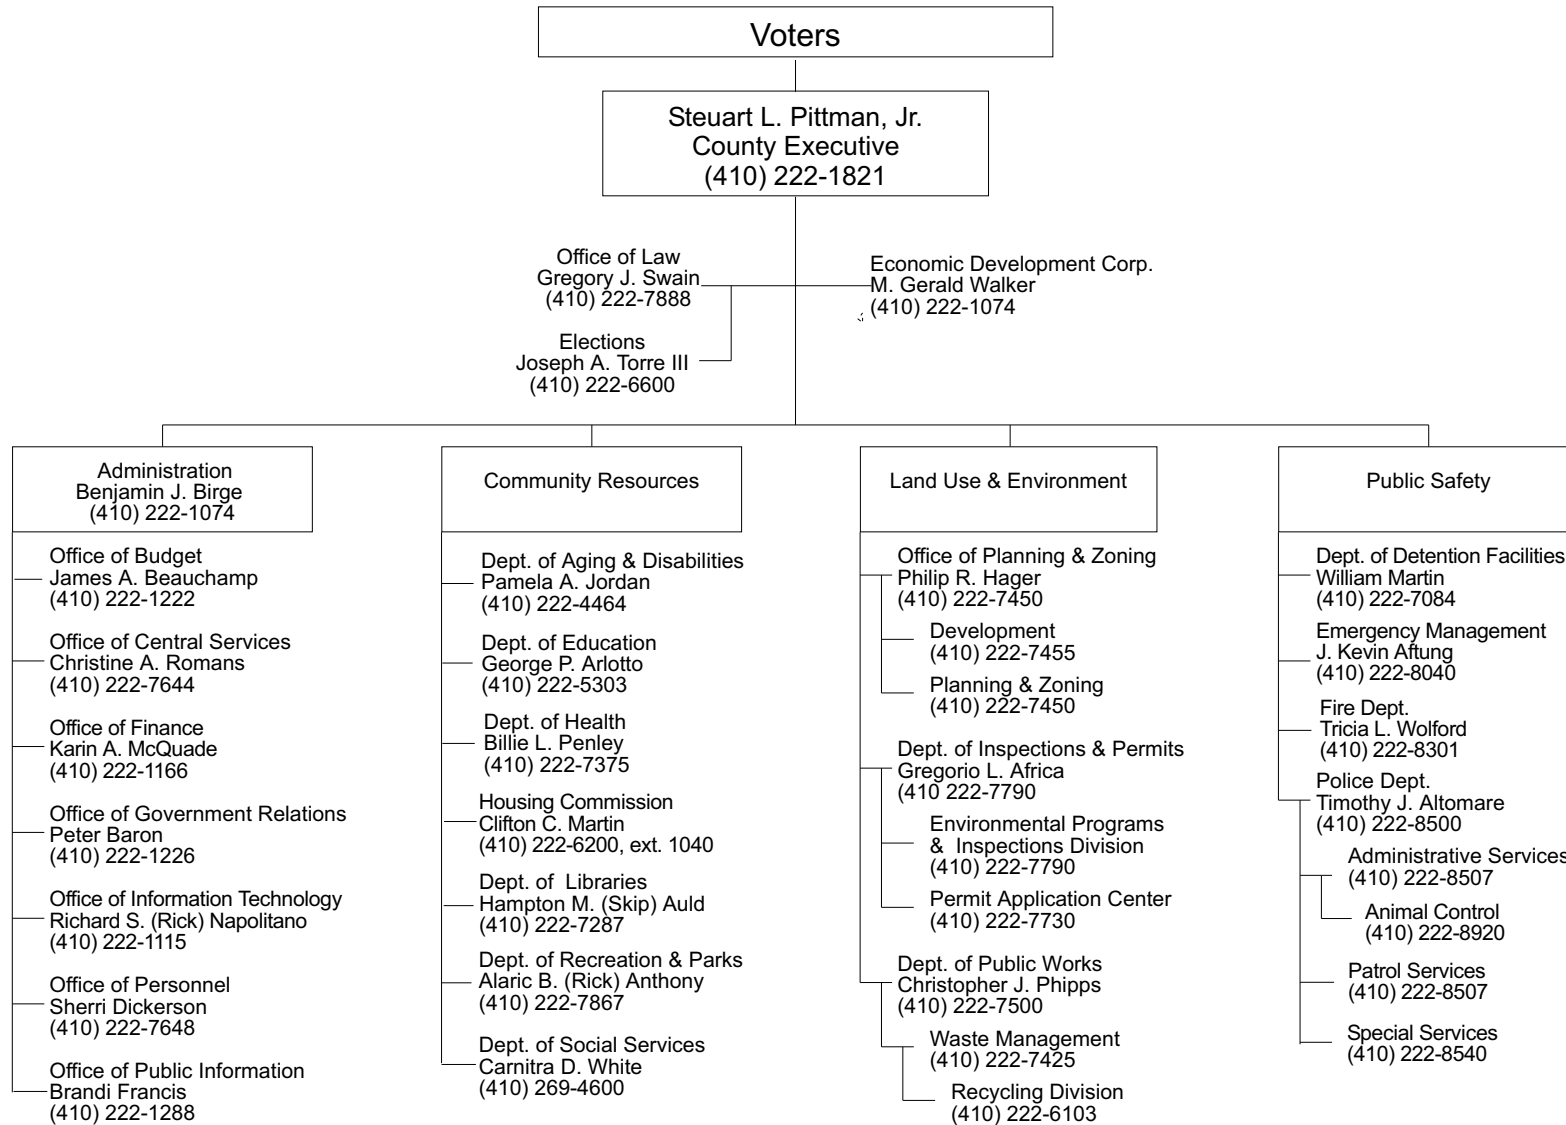 Voters
Steuart L. Pittman, Jr.
County Executive
(410) 222-1821
Office of Law
Gregory J. Swain
(410) 222-7888
Economic Development Corp.
M. Gerald Walker
(410) 222-1074
Elections
Joseph A. Torre III
(410) 222-6600
Administration
Benjamin J. Birge
(410) 222-1074
Office of Budget
James A. Beauchamp
(410) 222-1222
Office of Central Services
Christine A. Romans
(410) 222-7644
Office of Finance
Karin A. McQuade
(410) 222-1166
Office of Government Relations
Peter Baron
(410) 222-1226
Office of Information Technology
Richard S. (Rick) Napolitano
(410) 222-1115
Office of Personnel
Sherri Dickerson
(410) 222-7648
Office of Public Information
Brandi Francis
(410) 222-1288
Community Resources
Dept. of Aging & Disabilities
Pamela A. Jordan
(410) 222-4464
Dept. of Education
George P. Arlotto
(410) 222-5303
Dept. of Health
Billie L. Penley
(410) 222-7375
Housing Commission
Clifton C. Martin
(410) 222-6200, ext. 1040
Dept. of Libraries
Hampton M. (Skip) Auld
(410) 222-7287
Dept. of Recreation & Parks
Alaric B. (Rick) Anthony
(410) 222-7867
Dept. of Social Services
Carnitra D. White
(410) 269-4600
Land Use & Environment
Office of Planning & Zoning
Philip R. Hager
(410) 222-7450
Development
(410) 222-7455
Planning & Zoning
(410) 222-7450
Dept. of Inspections & Permits
Gregorio L. Africa
(410 222-7790
Environmental Programs
& Inspections Division
(410) 222-7790
Permit Application Center
(410) 222-7730
Dept. of Public Works
Christopher J. Phipps
(410) 222-7500
Waste Management
(410) 222-7425
Recycling Division
(410) 222-6103
Public Safety
Dept. of Detention Facilities
William Martin
(410) 222-7084
Emergency Management
J. Kevin Aftung
(410) 222-8040
Fire Dept.
Tricia L. Wolford
(410) 222-8301
Police Dept.
Timothy J. Altomare
(410) 222-8500
Administrative Services
(410) 222-8507
Animal Control
(410) 222-8920
Patrol Services
(410) 222-8507
Special Services
(410) 222-8540